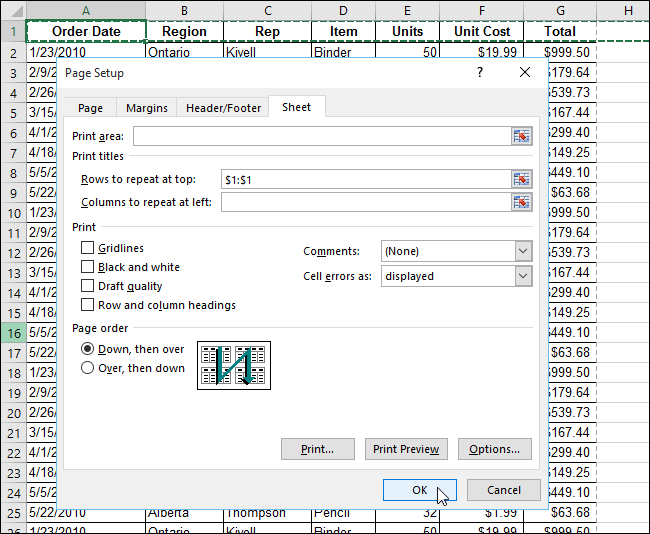 A B C D E F G H
1 Order Date Region Rep Item Units Unit Cost Total
2 1/23/2010 Ontario Kivell Binder 50 $19.99 $999.50
3 2/9/2 $179.64
4 2/26/ $539.73
5 3/15/ $167.44
6 4/1/2 $299.40
7 4/18/ $149.25
8 5/5/2 $449.10
9 5/22/ $63.68
10 1/23/ $999.50
11 2/9/2 $179.64
12 2/26/ $539.73
13 3/15/ $167.44
14 4/1/2 $299.40
15 4/18/ $149.25
16 5/5/2 $449.10
17 5/22/ $63.68
18 1/23/ $999.50
19 2/9/2 $179.64
20 2/26/ $539.73
21 3/15/ $167.44
22 4/1/2 $299.40
23 4/18/ $149.25
24 5/5/2 $449.10
25 5/22/2010 Alberta Thompson Pencil 32 $1.99 $63.68
26 1/23/2010 Ontario Kivell Binder 50 $19.99 $999.50
Page Setup ?
Page Margins Header/Footer Sheet
Print area:
Print titles
Rows to repeat at top: $1:$1
Columns to repeat at left:
Print
Gridlines Comments: (None)
Black and white
Cell errors as: displayed
Draft quality
Row and column headings
Page order
Down, then over
Over, then down
Print... Print Preview Options...
OK Cancel